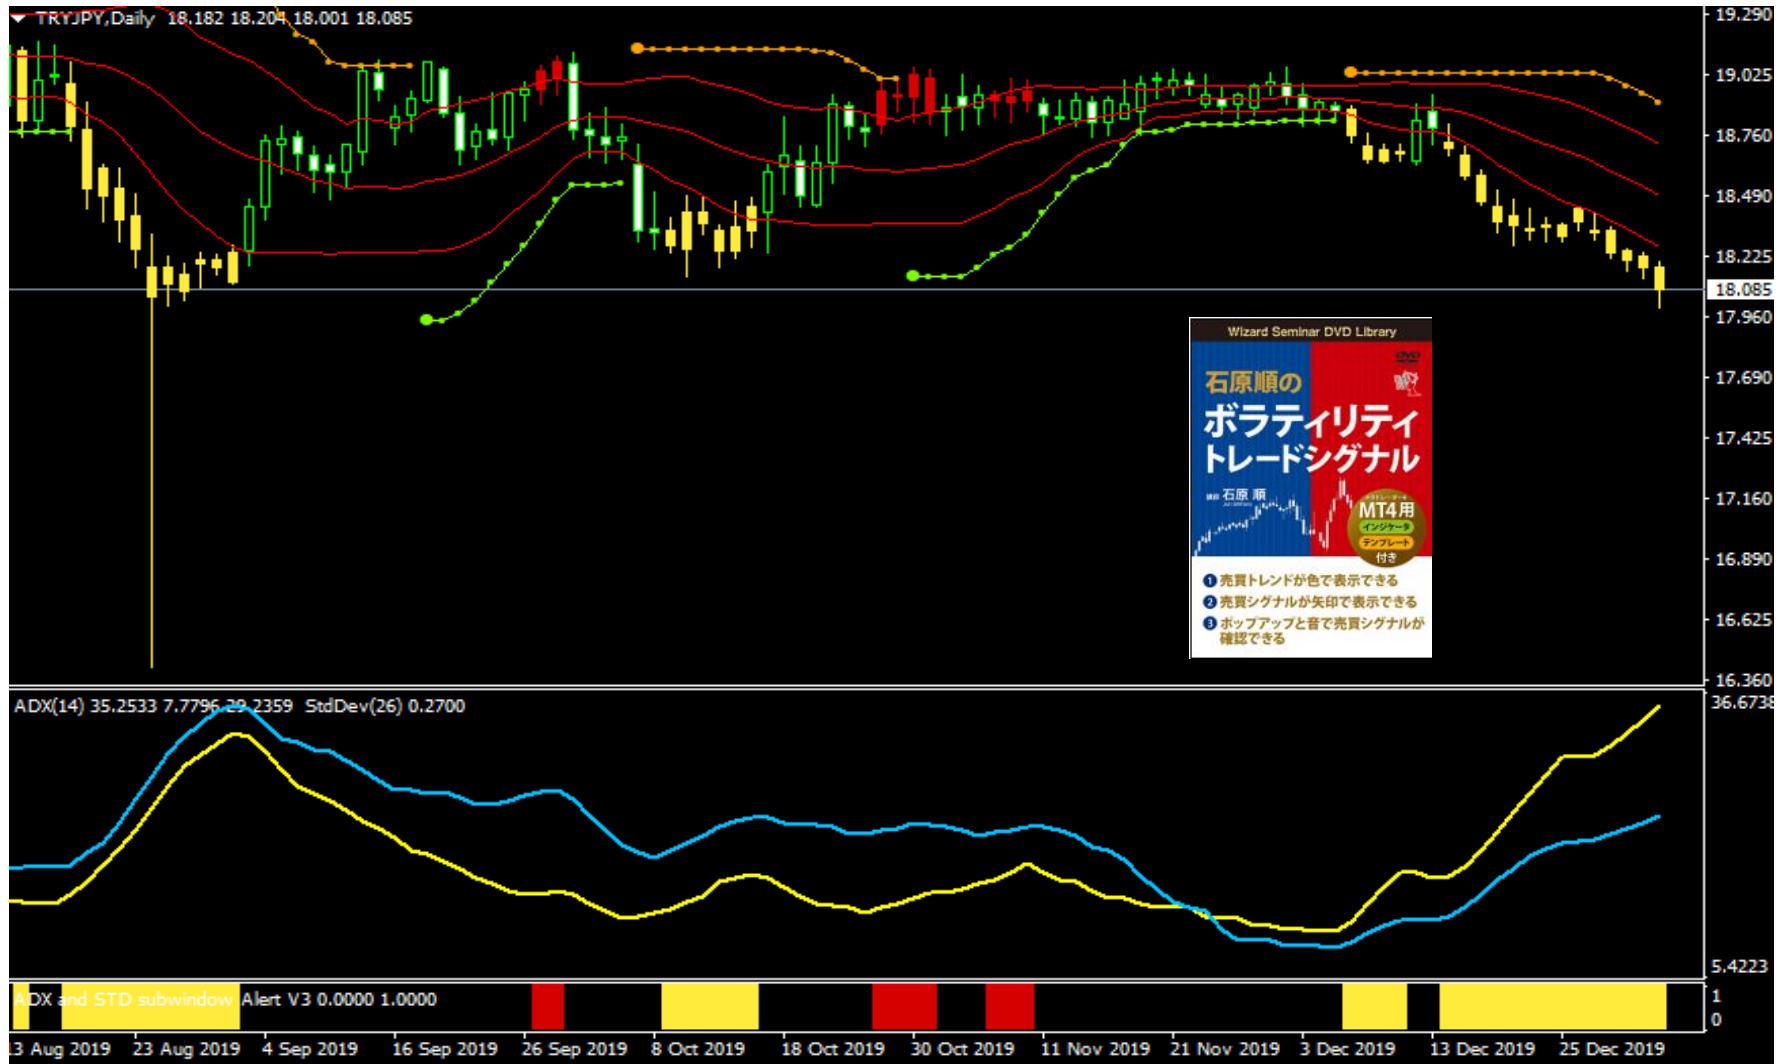 TRYJPY,Daily 18.182 18.204 18.001 18.085
19.290
19.025
18.760
18.490
18.225
18.085
17.960
17.690
17.425
17.160
16.890
16.625
16.360
Wizard Seminar DVD Library
DVD
石原順の
ボラティリティ
トレードシグナル
講師 石原 順
MT4用
インジケータ
テンプレート
付き
1 売買トレンドが色で表示できる
2 売買シグナルが矢印で表示できる
3 ポップアップと音で売買シグナルが
確認できる
ADX(14) 35.2533 7.7796 29.2359 StdDev(26) 0.2700
36.6738
5.4223
ADX and STD subwindow Alert V3 0.0000 1.0000
1
0
13 Aug 2019 23 Aug 2019 4 Sep 2019 16 Sep 2019 26 Sep 2019 8 Oct 2019 18 Oct 2019 30 Oct 2019 11 Nov 2019 21 Nov 2019 3 Dec 2019 13 Dec 2019 25 Dec 2019